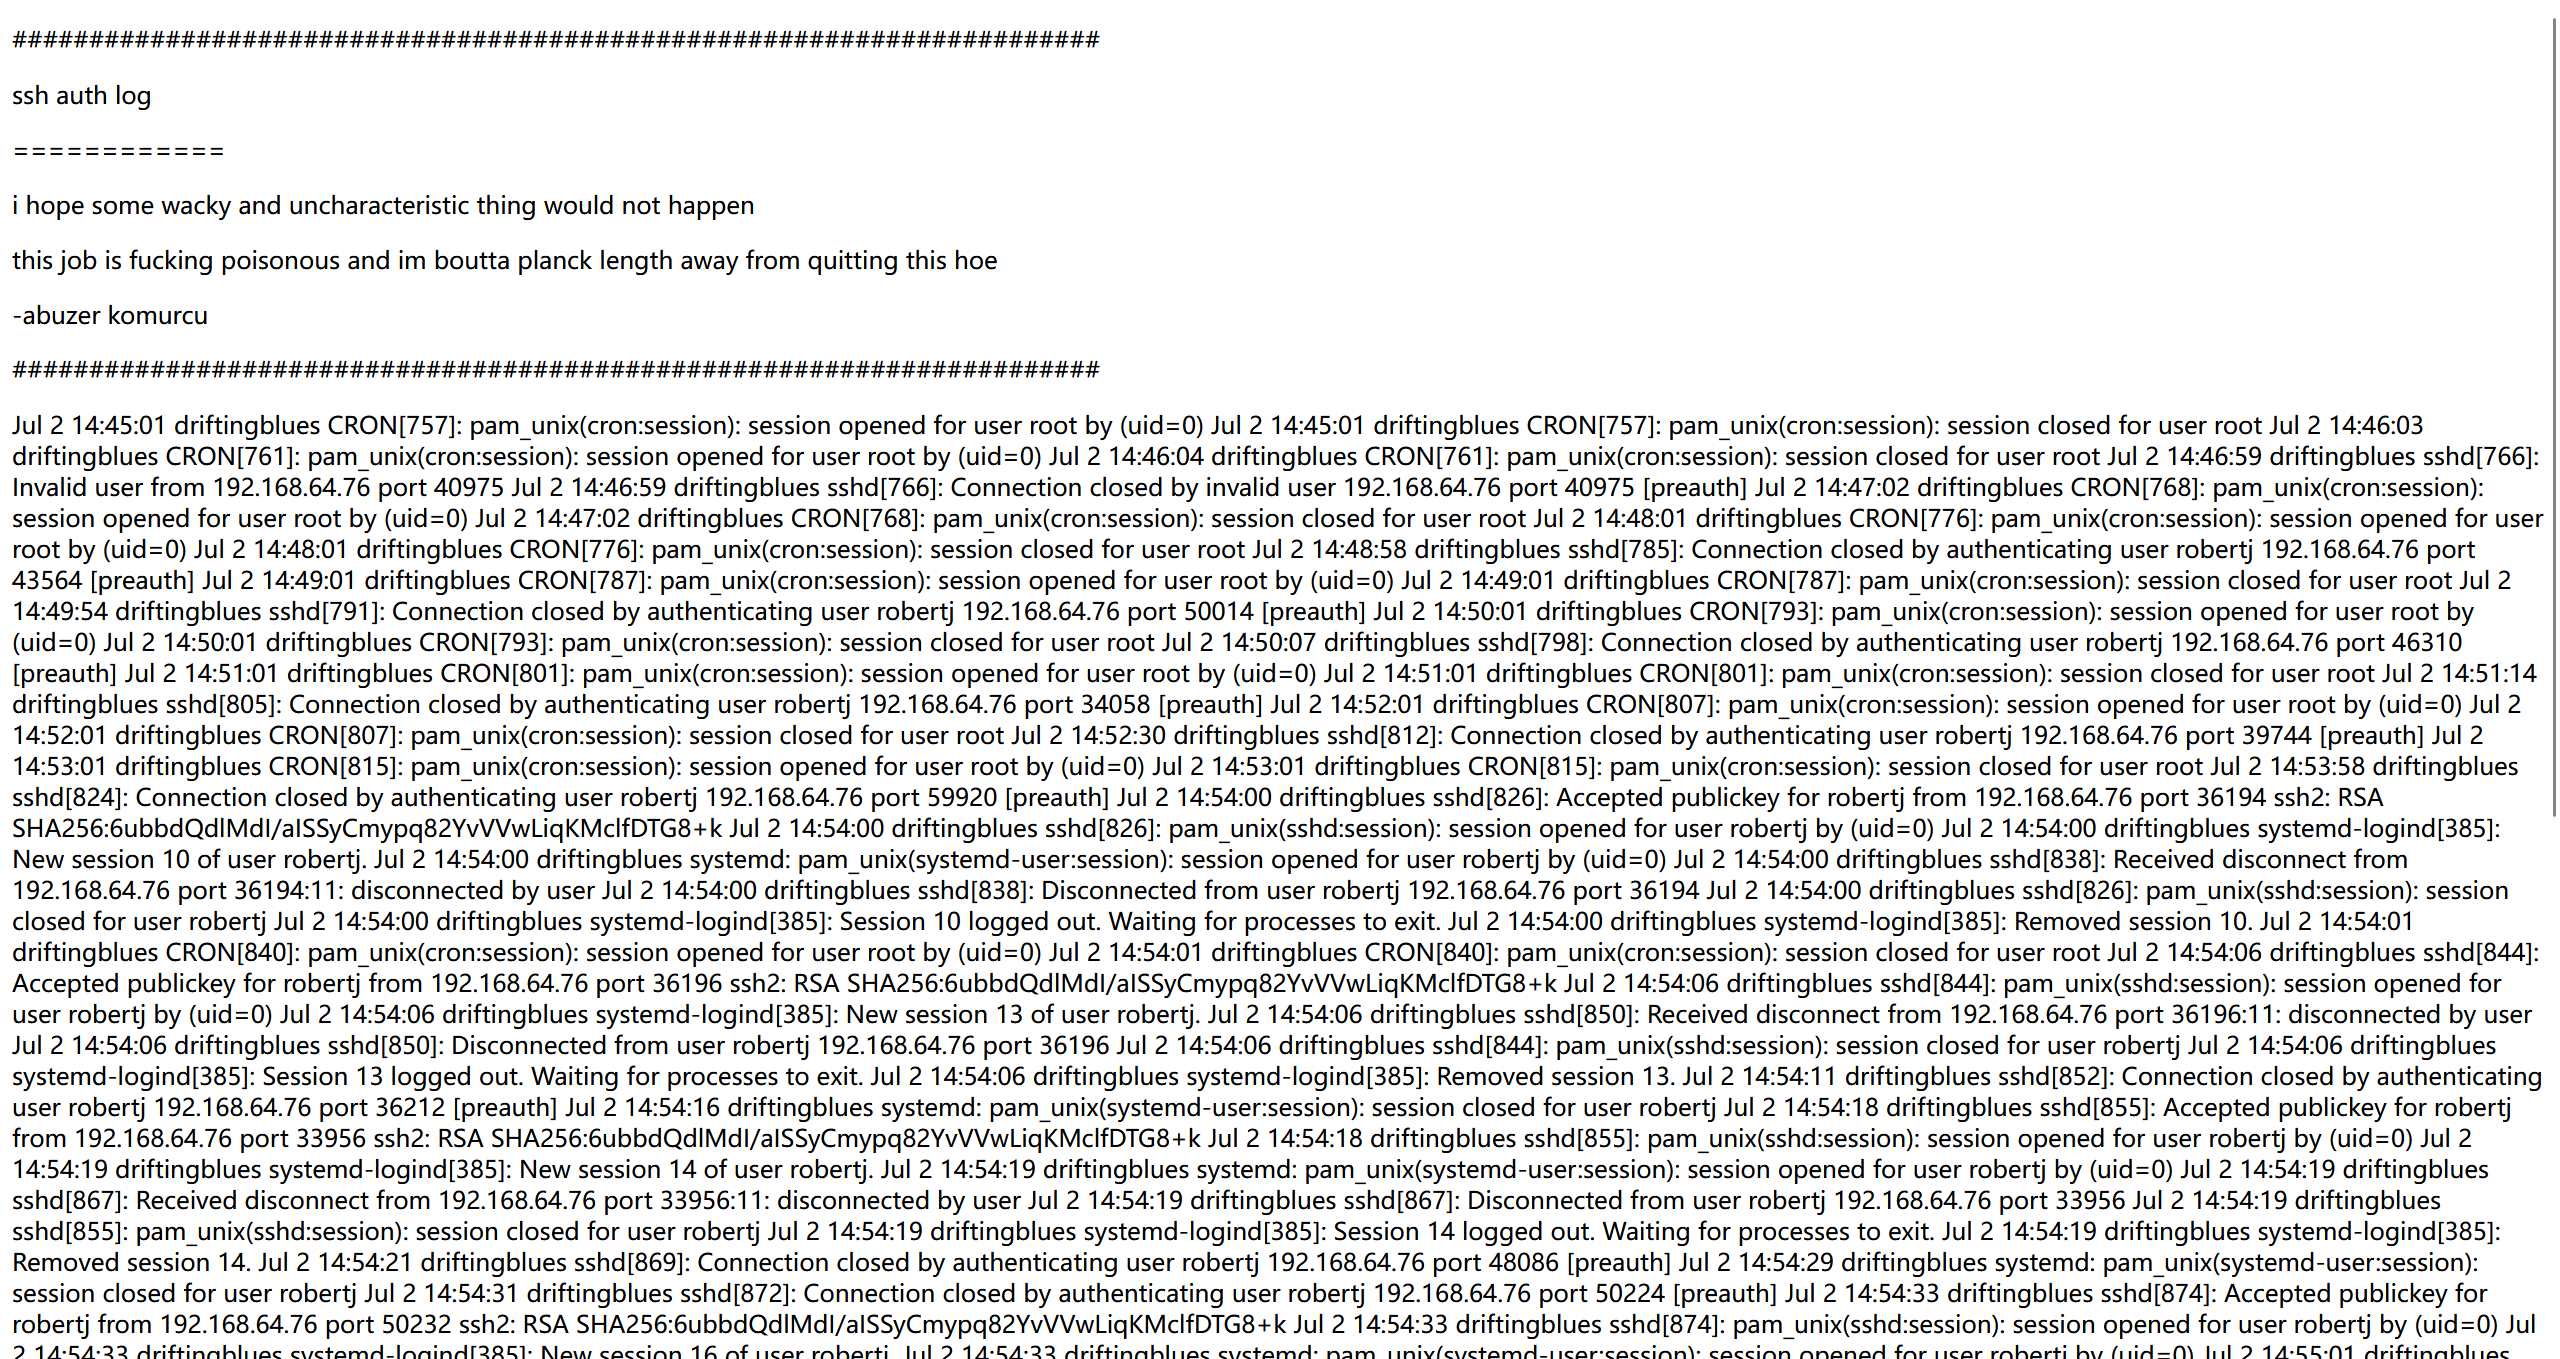 #######################################################################
ssh auth log
============
i hope some wacky and uncharacteristic thing would not happen
this job is fucking poisonous and im boutta planck length away from quitting this hoe
-abuzer komurcu
#######################################################################
Jul 2 14:45:01 driftingblues CRON[757]: pam_unix(cron:session): session opened for user root by (uid=0) Jul 2 14:45:01 driftingblues CRON[757]: pam_unix(cron:session): session closed for user root Jul 2 14:46:03
driftingblues CRON[761]: pam_unix(cron:session): session opened for user root by (uid=0) Jul 2 14:46:04 driftingblues CRON[761]: pam_unix(cron:session): session closed for user root Jul 2 14:46:59 driftingblues sshd[766]:
Invalid user from 192.168.64.76 port 40975 Jul 2 14:46:59 driftingblues sshd[766]: Connection closed by invalid user 192.168.64.76 port 40975 [preauth] Jul 2 14:47:02 driftingblues CRON[768]: pam_unix(cron:session):
session opened for user root by (uid=0) Jul 2 14:47:02 driftingblues CRON[768]: pam_unix(cron:session): session closed for user root Jul 2 14:48:01 driftingblues CRON[776]: pam_unix(cron:session): session opened for user
root by (uid=0) Jul 2 14:48:01 driftingblues CRON[776]: pam_unix(cron:session): session closed for user root Jul 2 14:48:58 driftingblues sshd[785]: Connection closed by authenticating user robertj 192.168.64.76 port
43564 [preauth] Jul 2 14:49:01 driftingblues CRON[787]: pam_unix(cron:session): session opened for user root by (uid=0) Jul 2 14:49:01 driftingblues CRON[787]: pam_unix(cron:session): session closed for user root Jul 2
14:49:54 driftingblues sshd[791]: Connection closed by authenticating user robertj 192.168.64.76 port 50014 [preauth] Jul 2 14:50:01 driftingblues CRON[793]: pam_unix(cron:session): session opened for user root by
(uid=0) Jul 2 14:50:01 driftingblues CRON[793]: pam_unix(cron:session): session closed for user root Jul 2 14:50:07 driftingblues sshd[798]: Connection closed by authenticating user robertj 192.168.64.76 port 46310
[preauth] Jul 2 14:51:01 driftingblues CRON[801]: pam_unix(cron:session): session opened for user root by (uid=0) Jul 2 14:51:01 driftingblues CRON[801]: pam_unix(cron:session): session closed for user root Jul 2 14:51:14
driftingblues sshd[805]: Connection closed by authenticating user robertj 192.168.64.76 port 34058 [preauth] Jul 2 14:52:01 driftingblues CRON[807]: pam_unix(cron:session): session opened for user root by (uid=0) Jul 2
14:52:01 driftingblues CRON[807]: pam_unix(cron:session): session closed for user root Jul 2 14:52:30 driftingblues sshd[812]: Connection closed by authenticating user robertj 192.168.64.76 port 39744 [preauth] Jul 2
14:53:01 driftingblues CRON[815]: pam_unix(cron:session): session opened for user root by (uid=0) Jul 2 14:53:01 driftingblues CRON[815]: pam_unix(cron:session): session closed for user root Jul 2 14:53:58 driftingblues
sshd[824]: Connection closed by authenticating user robertj 192.168.64.76 port 59920 [preauth] Jul 2 14:54:00 driftingblues sshd[826]: Accepted publickey for robertj from 192.168.64.76 port 36194 ssh2: RSA
SHA256:6ubbdQdlMdI/aISSyCmypq82YvVVwLiqKMclfDTG8+k Jul 2 14:54:00 driftingblues sshd[826]: pam_unix(sshd:session): session opened for user robertj by (uid=0) Jul 2 14:54:00 driftingblues systemd-logind[385]:
New session 10 of user robertj. Jul 2 14:54:00 driftingblues systemd: pam_unix(systemd-user:session): session opened for user robertj by (uid=0) Jul 2 14:54:00 driftingblues sshd[838]: Received disconnect from
192.168.64.76 port 36194:11: disconnected by user Jul 2 14:54:00 driftingblues sshd[838]: Disconnected from user robertj 192.168.64.76 port 36194 Jul 2 14:54:00 driftingblues sshd[826]: pam_unix(sshd:session): session
closed for user robertj Jul 2 14:54:00 driftingblues systemd-logind[385]: Session 10 logged out. Waiting for processes to exit. Jul 2 14:54:00 driftingblues systemd-logind[385]: Removed session 10. Jul 2 14:54:01
driftingblues CRON[840]: pam_unix(cron:session): session opened for user root by (uid=0) Jul 2 14:54:01 driftingblues CRON[840]: pam_unix(cron:session): session closed for user root Jul 2 14:54:06 driftingblues sshd[844]:
Accepted publickey for robertj from 192.168.64.76 port 36196 ssh2: RSA SHA256:6ubbdQdlMdI/aISSyCmypq82YvVVwLiqKMclfDTG8+k Jul 2 14:54:06 driftingblues sshd[844]: pam_unix(sshd:session): session opened for
user robertj by (uid=0) Jul 2 14:54:06 driftingblues systemd-logind[385]: New session 13 of user robertj. Jul 2 14:54:06 driftingblues sshd[850]: Received disconnect from 192.168.64.76 port 36196:11: disconnected by user
Jul 2 14:54:06 driftingblues sshd[850]: Disconnected from user robertj 192.168.64.76 port 36196 Jul 2 14:54:06 driftingblues sshd[844]: pam_unix(sshd:session): session closed for user robertj Jul 2 14:54:06 driftingblues
systemd-logind[385]: Session 13 logged out. Waiting for processes to exit. Jul 2 14:54:06 driftingblues systemd-logind[385]: Removed session 13. Jul 2 14:54:11 driftingblues sshd[852]: Connection closed by authenticating
user robertj 192.168.64.76 port 36212 [preauth] Jul 2 14:54:16 driftingblues systemd: pam_unix(systemd-user:session): session closed for user robertj Jul 2 14:54:18 driftingblues sshd[855]: Accepted publickey for robertj
from 192.168.64.76 port 33956 ssh2: RSA SHA256:6ubbdQdlMdI/aISSyCmypq82YvVVwLiqKMclfDTG8+k Jul 2 14:54:18 driftingblues sshd[855]: pam_unix(sshd:session): session opened for user robertj by (uid=0) Jul 2
14:54:19 driftingblues systemd-logind[385]: New session 14 of user robertj. Jul 2 14:54:19 driftingblues systemd: pam_unix(systemd-user:session): session opened for user robertj by (uid=0) Jul 2 14:54:19 driftingblues
sshd[867]: Received disconnect from 192.168.64.76 port 33956:11: disconnected by user Jul 2 14:54:19 driftingblues sshd[867]: Disconnected from user robertj 192.168.64.76 port 33956 Jul 2 14:54:19 driftingblues
sshd[855]: pam_unix(sshd:session): session closed for user robertj Jul 2 14:54:19 driftingblues systemd-logind[385]: Session 14 logged out. Waiting for processes to exit. Jul 2 14:54:19 driftingblues systemd-logind[385]:
Removed session 14. Jul 2 14:54:21 driftingblues sshd[869]: Connection closed by authenticating user robertj 192.168.64.76 port 48086 [preauth] Jul 2 14:54:29 driftingblues systemd: pam_unix(systemd-user:session):
session closed for user robertj Jul 2 14:54:31 driftingblues sshd[872]: Connection closed by authenticating user robertj 192.168.64.76 port 50224 [preauth] Jul 2 14:54:33 driftingblues sshd[874]: Accepted publickey for
robertj from 192.168.64.76 port 50232 ssh2: RSA SHA256:6ubbdQdlMdI/aISSyCmypq82YvVVwLiqKMclfDTG8+k Jul 2 14:54:33 driftingblues sshd[874]: pam_unix(sshd:session): session opened for user robertj by (uid=0) Jul
2 14:54:33 driftingblues systemd-logind[385]: New session 16 of user robertj. Jul 2 14:54:33 driftingblues systemd: pam_unix(systemd-user:session): session opened for user robertj by (uid=0) Jul 2 14:55:01 driftingblues